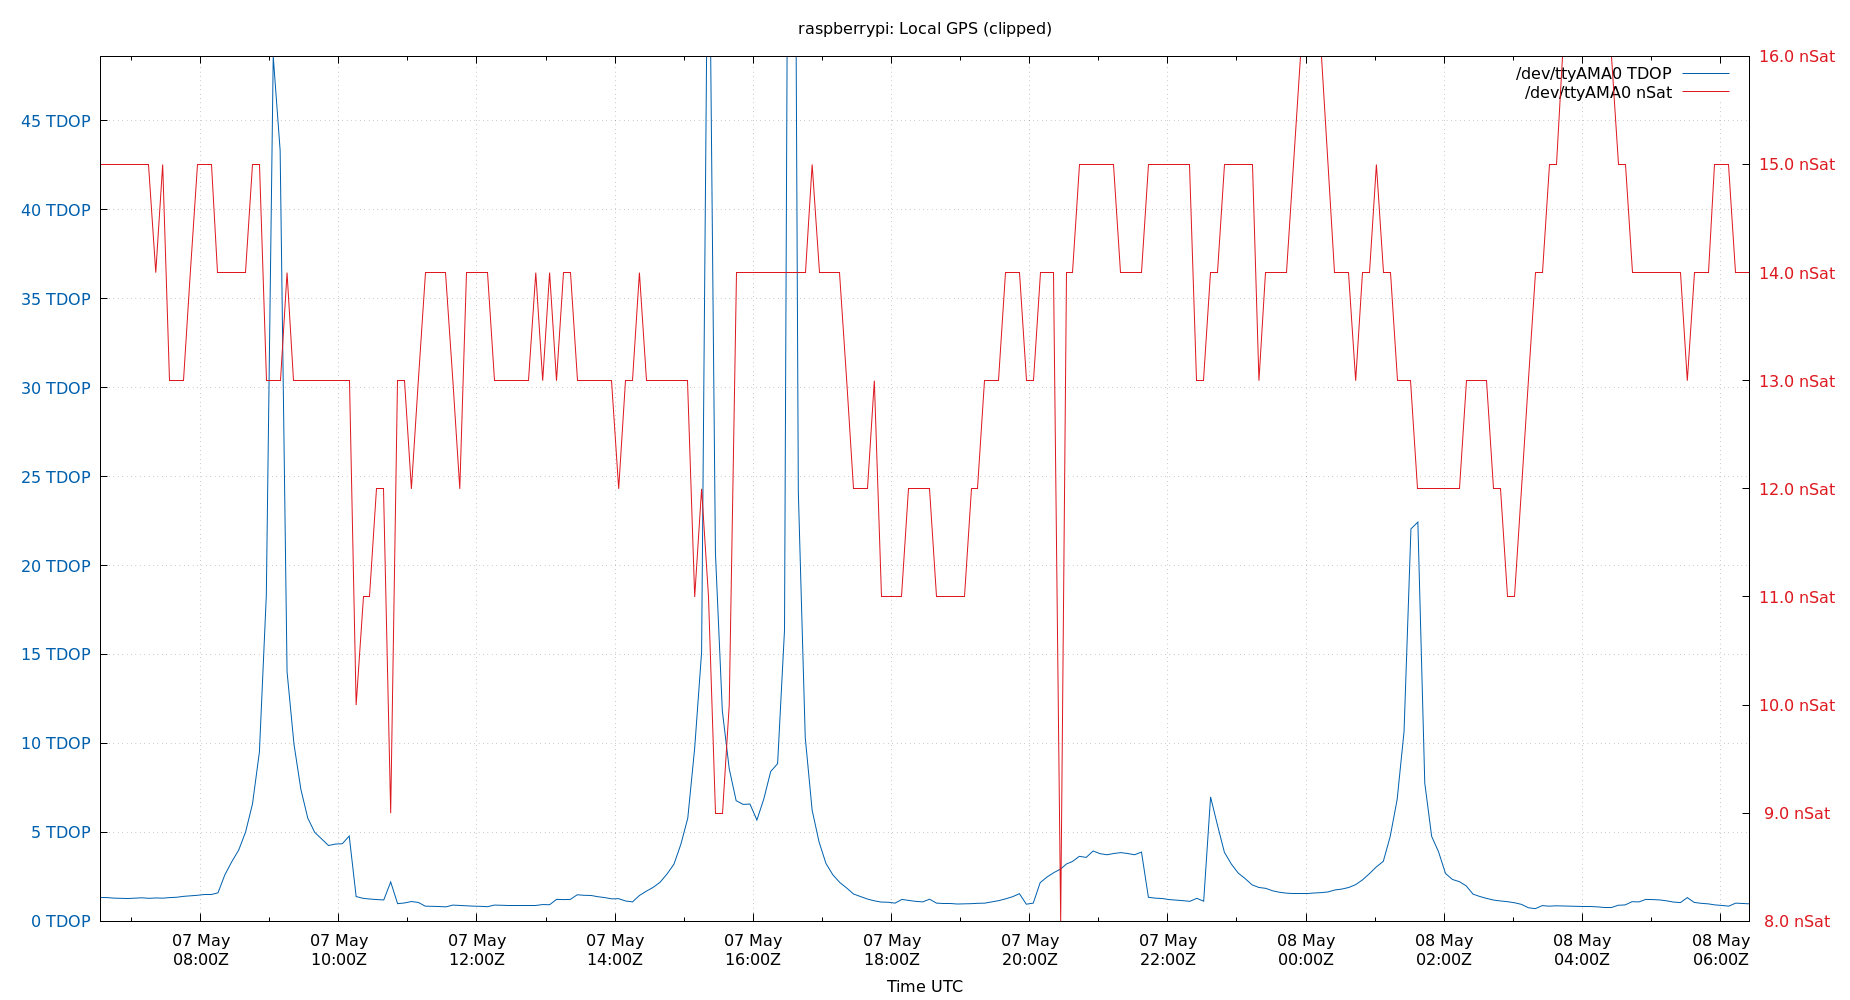 raspberrypi: Local GPS (clipped)
16.0 nSat
/dev/ttyAMA0 TDOP
/dev/ttyAMA0 nSat
45 TDOP
15.0 nSat
40 TDOP
14.0 nSat
35 TDOP
13.0 nSat
30 TDOP
12.0 nSat
25 TDOP
20 TDOP
11.0 nSat
15 TDOP
10.0 nSat
10 TDOP
9.0 nSat
5 TDOP
0 TDOP
8.0 nSat
07 May 07 May 07 May 07 May 07 May 07 May 07 May 07 May 08 May 08 May 08 May 08 May
08:00Z 10:00Z 12:00Z 14:00Z 16:00Z 18:00Z 20:00Z 22:00Z 00:00Z 02:00Z 04:00Z 06:00Z
Time UTC